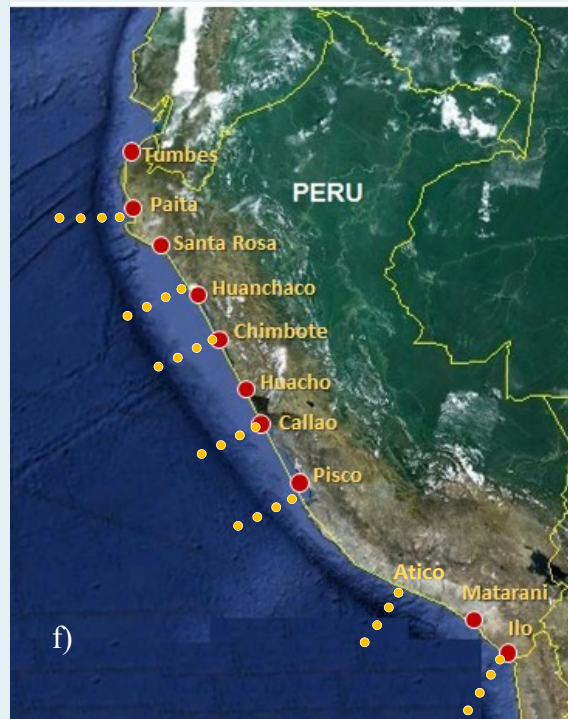 Tumbes
PERU
Paita
Santa Rosa
Huanchaco
Chimbote
Huacho
Callao
Pisco
Atico
Matarani
Ilo
f)